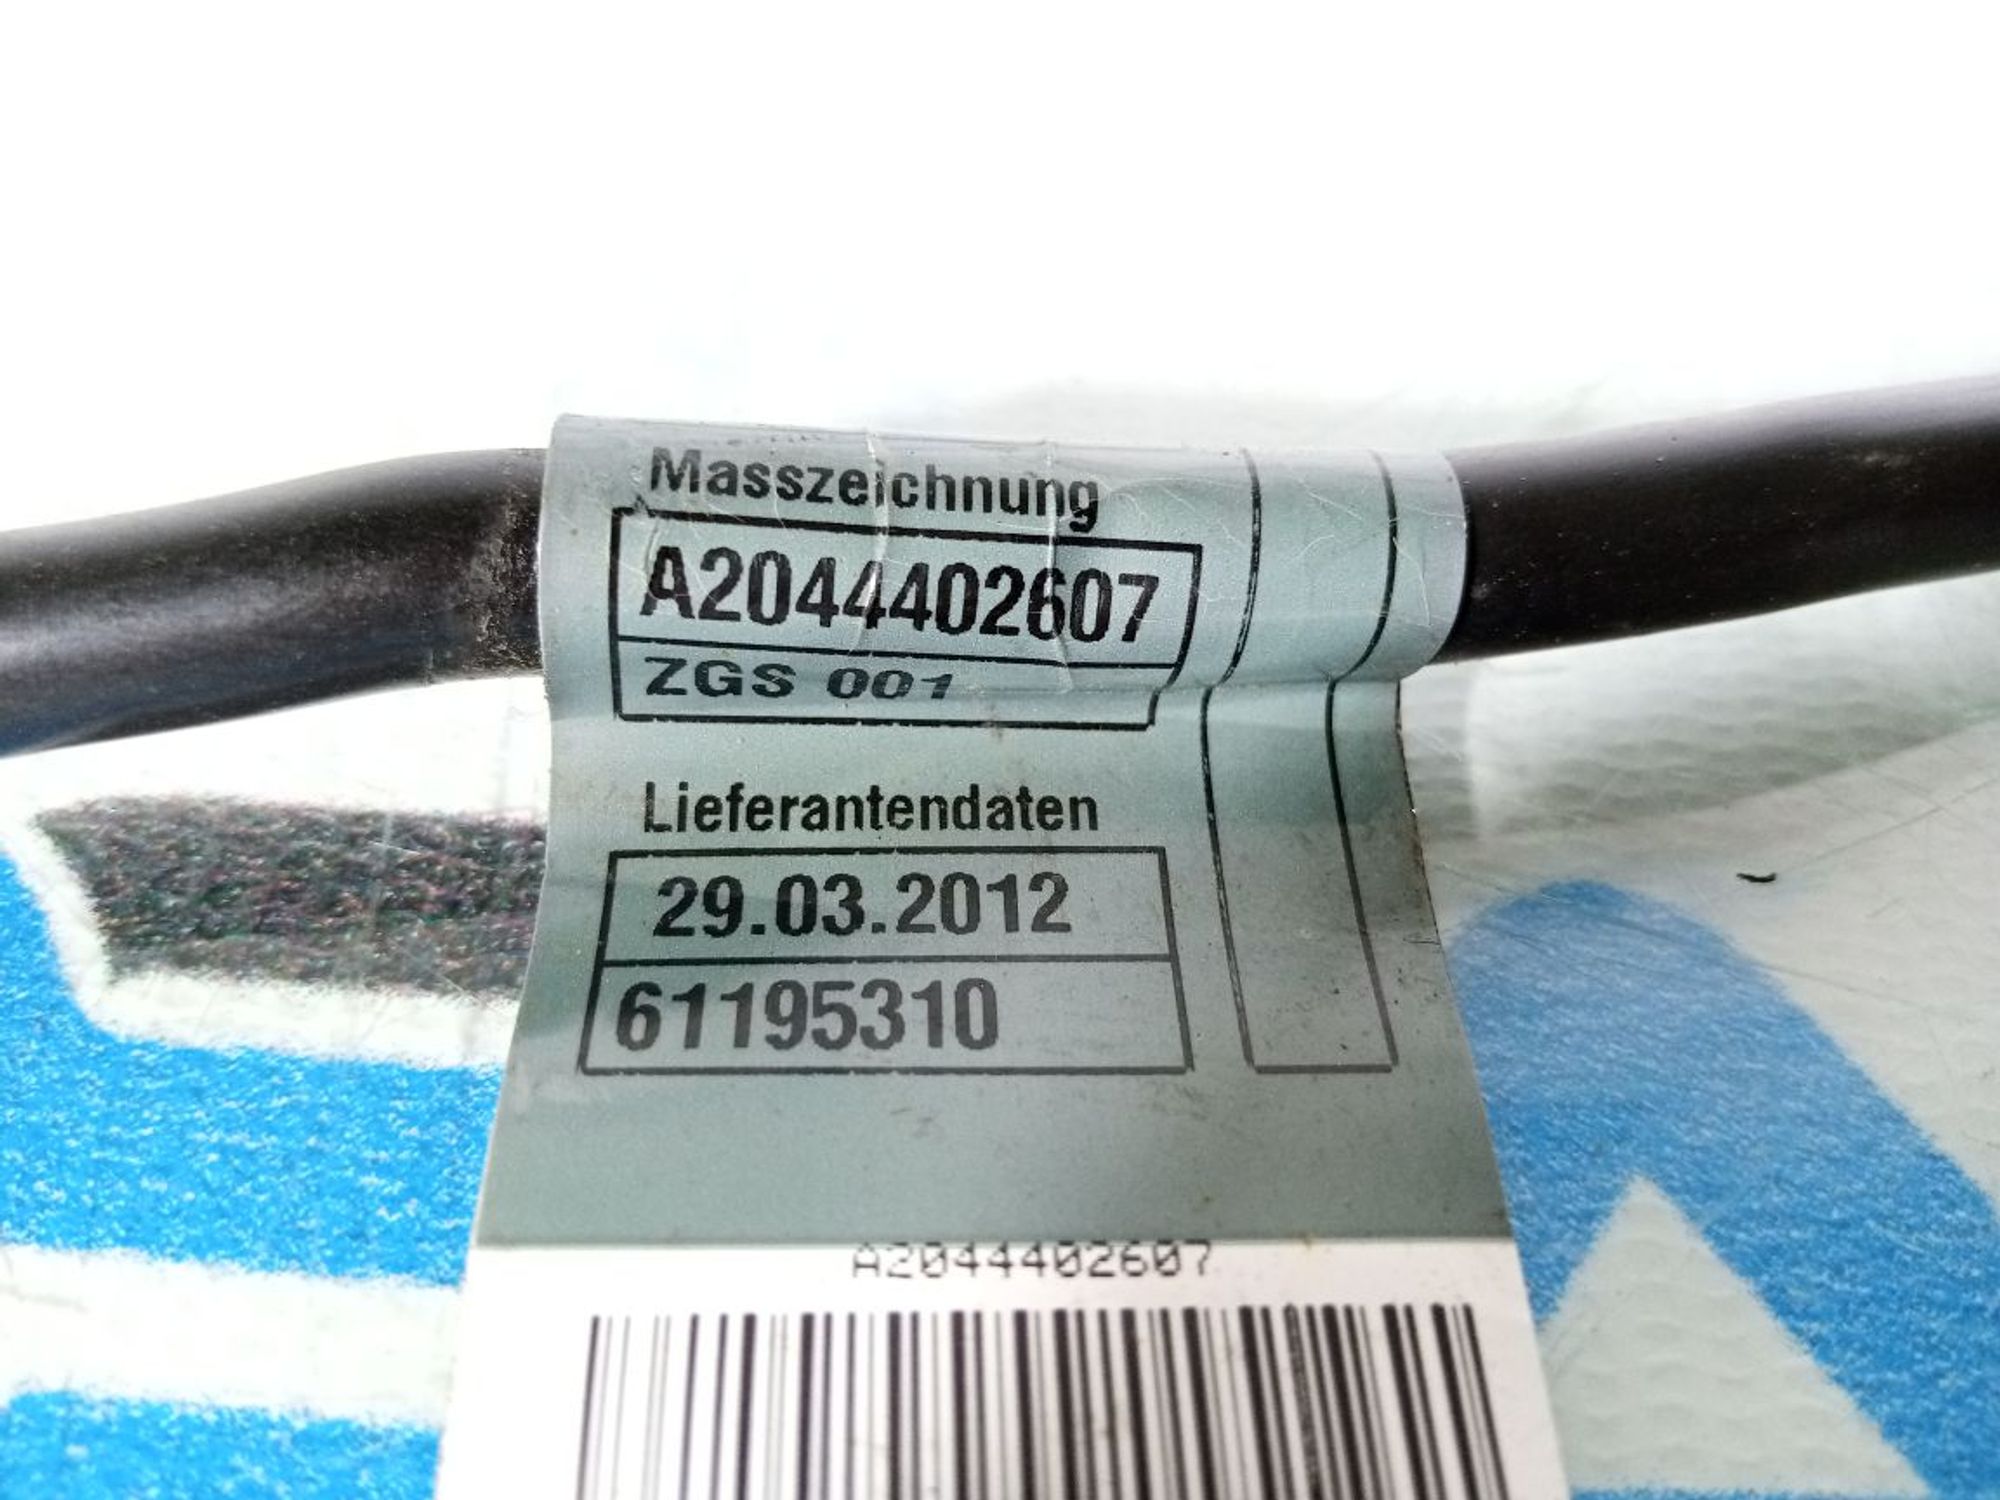 Masszeichnung
A2044402607
ZGS 001
Lieferantendaten
29.03.2012
61195310
A2044402607